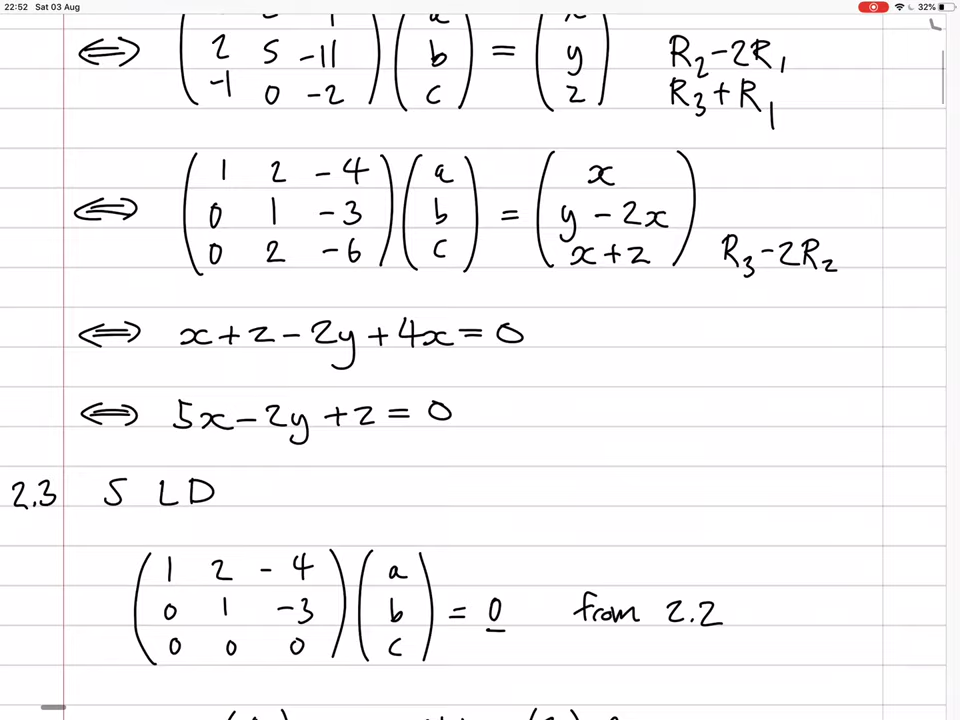 22:52 Sat 03 Aug 32%
⇔ ( 2 5 -11 ; -1 0 -2 ) ( a ; b ; c ) = ( x ; y ; z ) R₂-2R₁
R₃+R₁
⇔ ( 1 2 -4 ; 0 1 -3 ; 0 2 -6 ) ( a ; b ; c ) = ( x ; y - 2x ; x+z ) R₃-2R₂
⇔ x+z-2y+4x=0
⇔ 5x-2y+z=0
2.3 S LD
( 1 2 -4 ; 0 1 -3 ; 0 0 0 ) ( a ; b ; c ) = 0 from 2.2